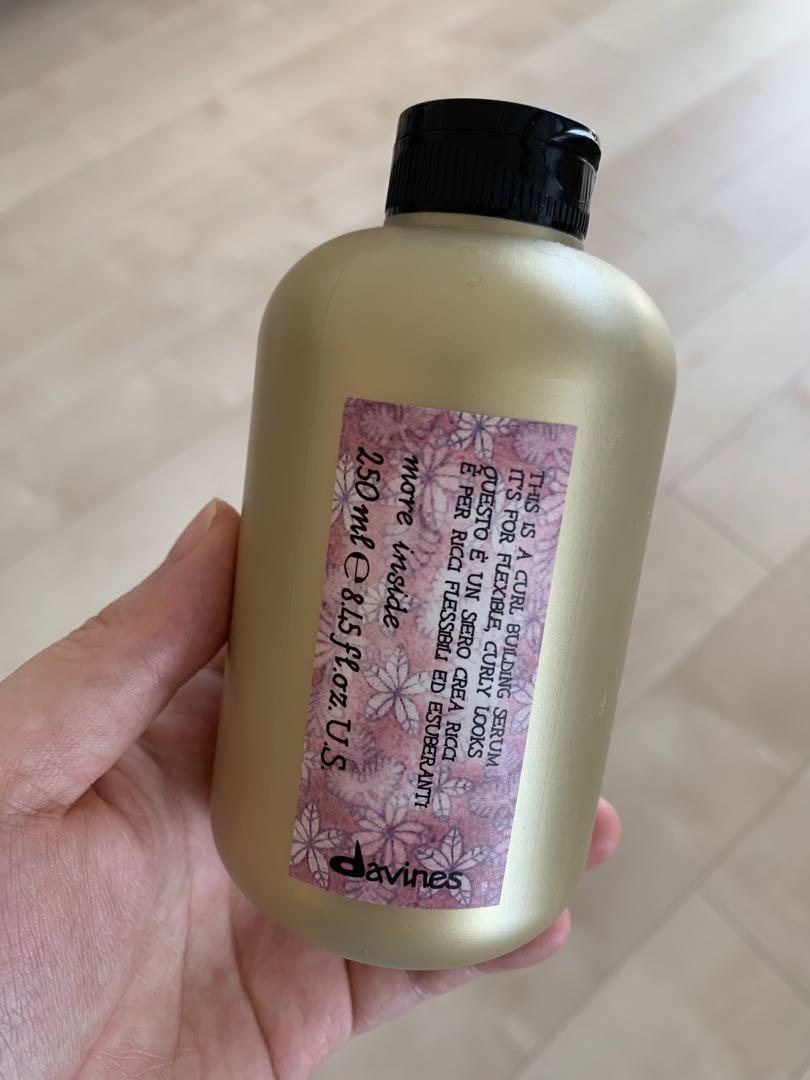 THIS IS A CURL BUILDING SERUM
IT'S FOR FLEXIBLE, CURLY LOOKS
QUESTO È UN SIERO CREA RICCI
È PER RICCI FLESSIBILI ED ESUBERANTI
more inside
250 ml ℮ 8.45 fl.oz. U.S.
davines